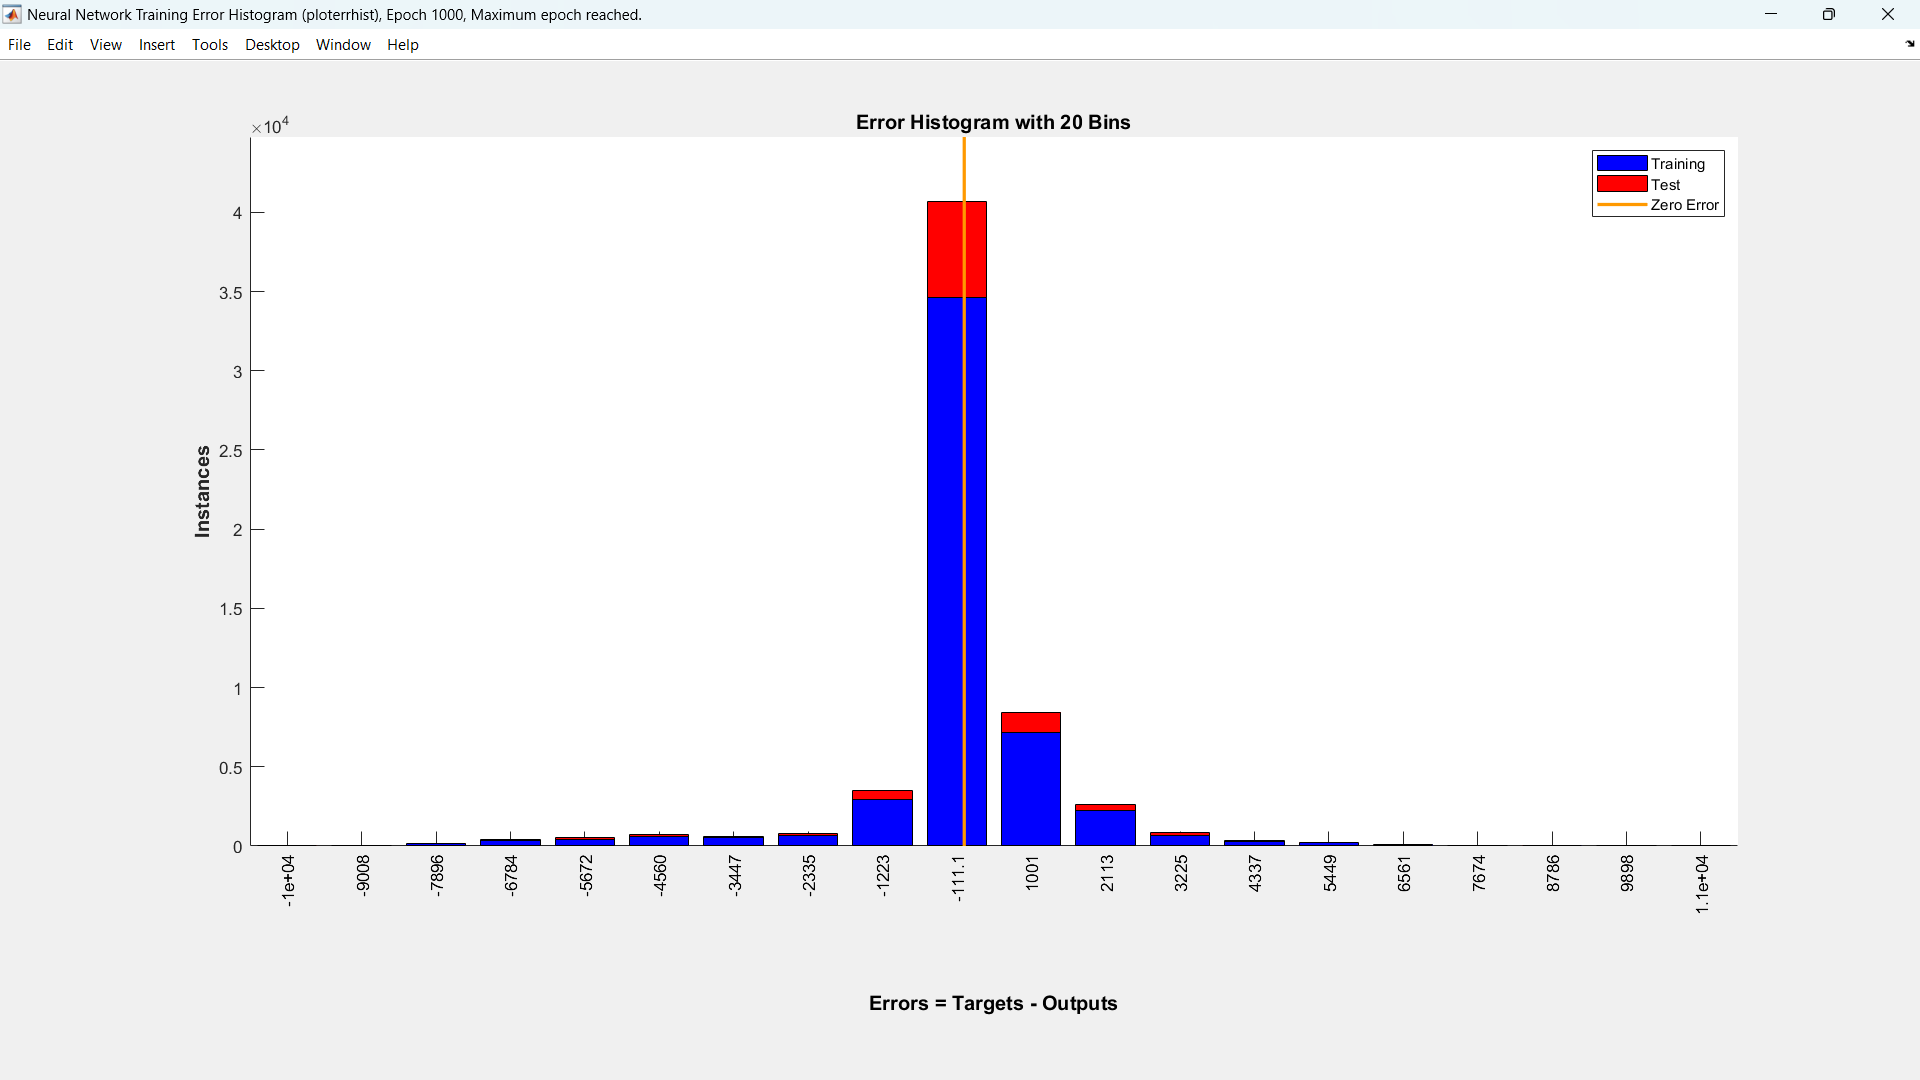 Neural Network Training Error Histogram (ploterrhist), Epoch 1000, Maximum epoch reached.
File Edit View Insert Tools Desktop Window Help
Error Histogram with 20 Bins
×10^4
Training
Test
Zero Error
4
3.5
3
2.5
2
1.5
1
0.5
0
Instances
-1e+04 -9008 -7896 -6784 -5672 -4560 -3447 -2335 -1223 -111.1 1001 2113 3225 4337 5449 6561 7674 8786 9898 1.1e+04
Errors = Targets - Outputs